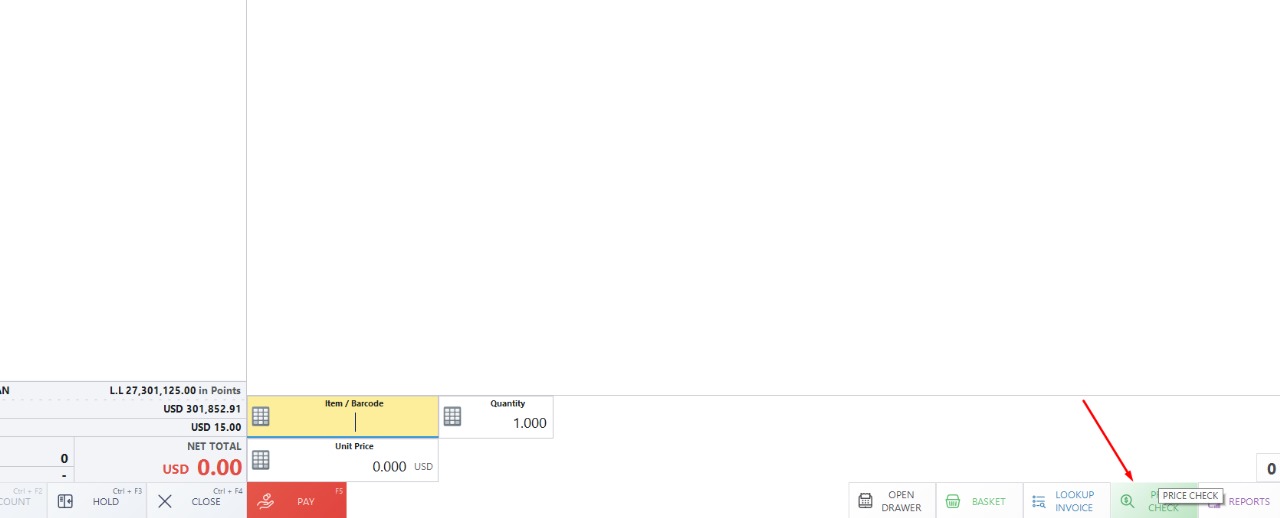 AN L.L 27,301,125.00 in Points
USD 301,852.91
USD 15.00
NET TOTAL
0
USD 0.00
-
Item / Barcode
Quantity
1.000
Unit Price
0.000 USD
0
Ctrl + F2
OUNT
Ctrl + F3
HOLD
Ctrl + F4
CLOSE
F5
PAY
OPEN
DRAWER
BASKET
LOOKUP
INVOICE
PRICE CHECK
CHECK
REPORTS